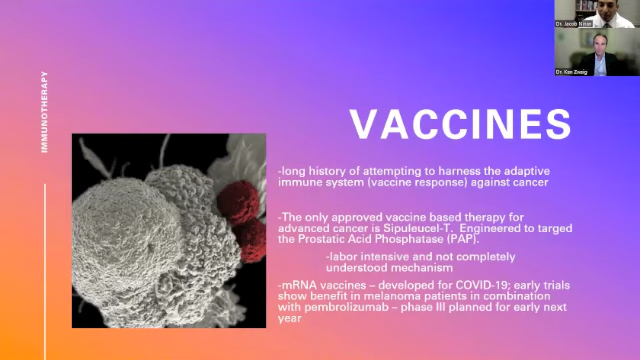 Dr. Jacob Ninan
Dr. Ken Zweig
IMMUNOTHERAPY
VACCINES
-long history of attempting to harness the adaptive
immune system (vaccine response) against cancer
-The only approved vaccine based therapy for
advanced cancer is Sipuleucel-T. Engineered to targed
the Prostatic Acid Phosphatase (PAP).
-labor intensive and not completely
understood mechanism
-mRNA vaccines – developed for COVID-19; early trials
show benefit in melanoma patients in combination
with pembrolizumab – phase III planned for early next
year